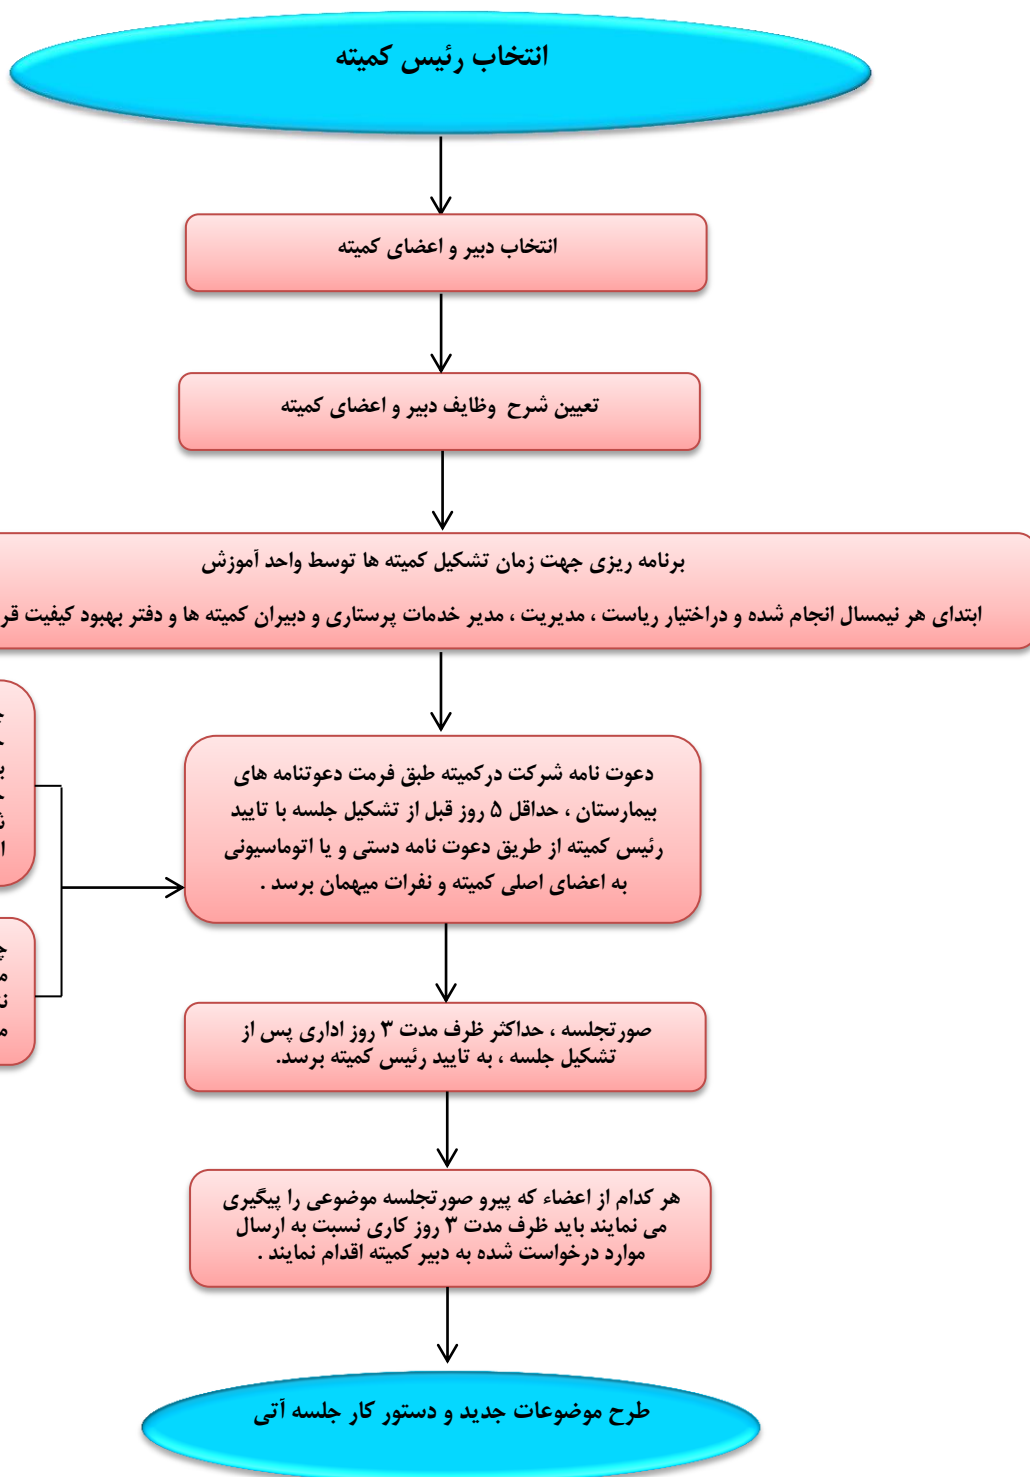 انتخاب رئیس کمیته
انتخاب دبیر و اعضای کمیته
تعیین شرح وظایف دبیر و اعضای کمیته
برنامه ریزی جهت زمان تشکیل کمیته ها توسط واحد آموزش
ابتدای هر نیمسال انجام شده و دراختیار ریاست ، مدیریت ، مدیر خدمات پرستاری و دبیران کمیته ها و دفتر بهبود کیفیت
دعوت نامه شرکت درکمیته طبق فرمت دعوتنامه های
بیمارستان ، حداقل ۵ روز قبل از تشکیل جلسه با تایید
رئیس کمیته از طریق دعوت نامه دستی و یا اتوماسیونی
به اعضای اصلی کمیته و نفرات میهمان برسد .
صورتجلسه ، حداکثر ظرف مدت ۳ روز اداری پس از
تشکیل جلسه ، به تایید رئیس کمیته برسد.
هر کدام از اعضاء که پیرو صورتجلسه موضوعی را پیگیری
می نمایند باید ظرف مدت ۳ روز کاری نسبت به ارسال
موارد درخواست شده به دبیر کمیته اقدام نمایند .
طرح موضوعات جدید و دستور کار جلسه آتی